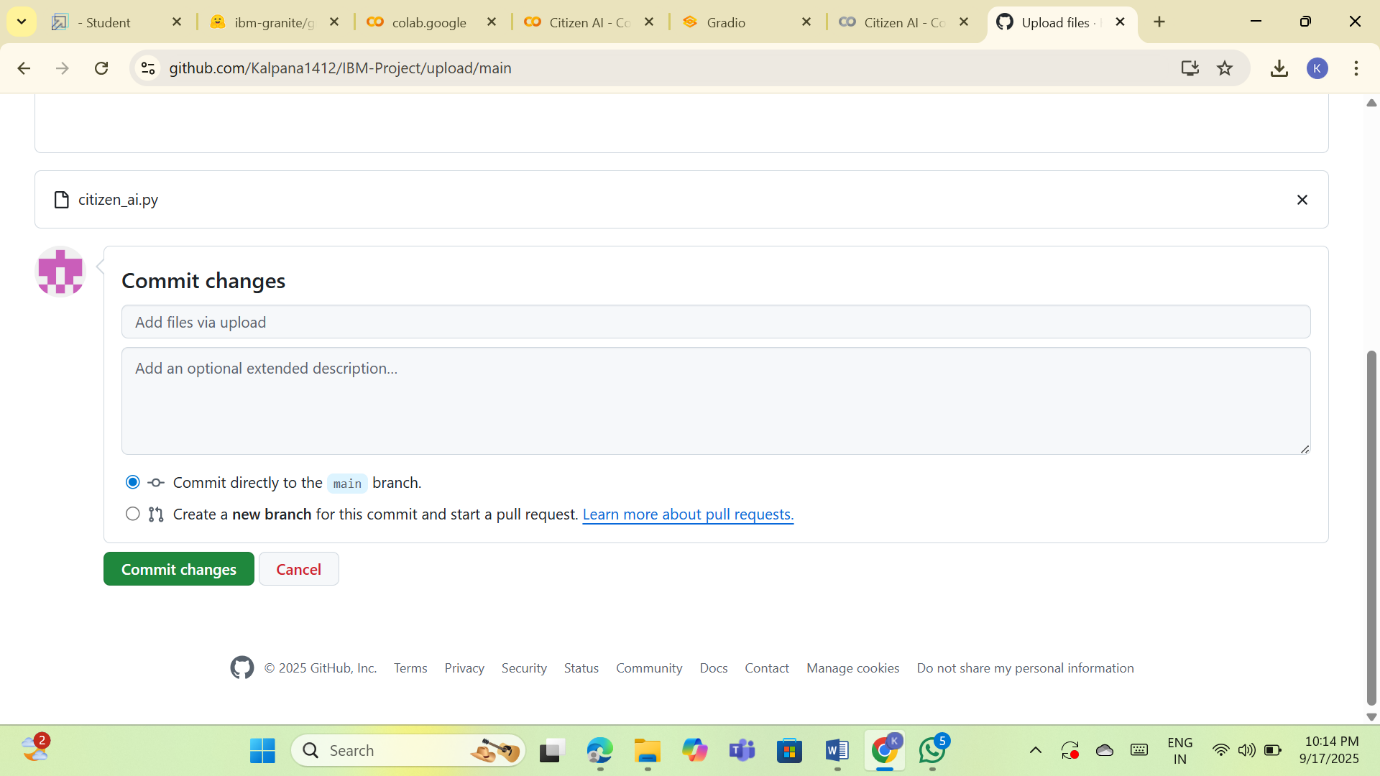 - Student
ibm-granite/g
colab.google
Citizen AI - Co
Gradio
Citizen AI - Co
Upload files ·
github.com/Kalpana1412/IBM-Project/upload/main
K
citizen_ai.py
Commit changes
Add files via upload
Add an optional extended description...
Commit directly to the main branch.
Create a new branch for this commit and start a pull request. Learn more about pull requests.
Commit changes
Cancel
© 2025 GitHub, Inc. Terms Privacy Security Status Community Docs Contact Manage cookies Do not share my personal information
2
Search
K
5
ENG
IN
10:14 PM
9/17/2025